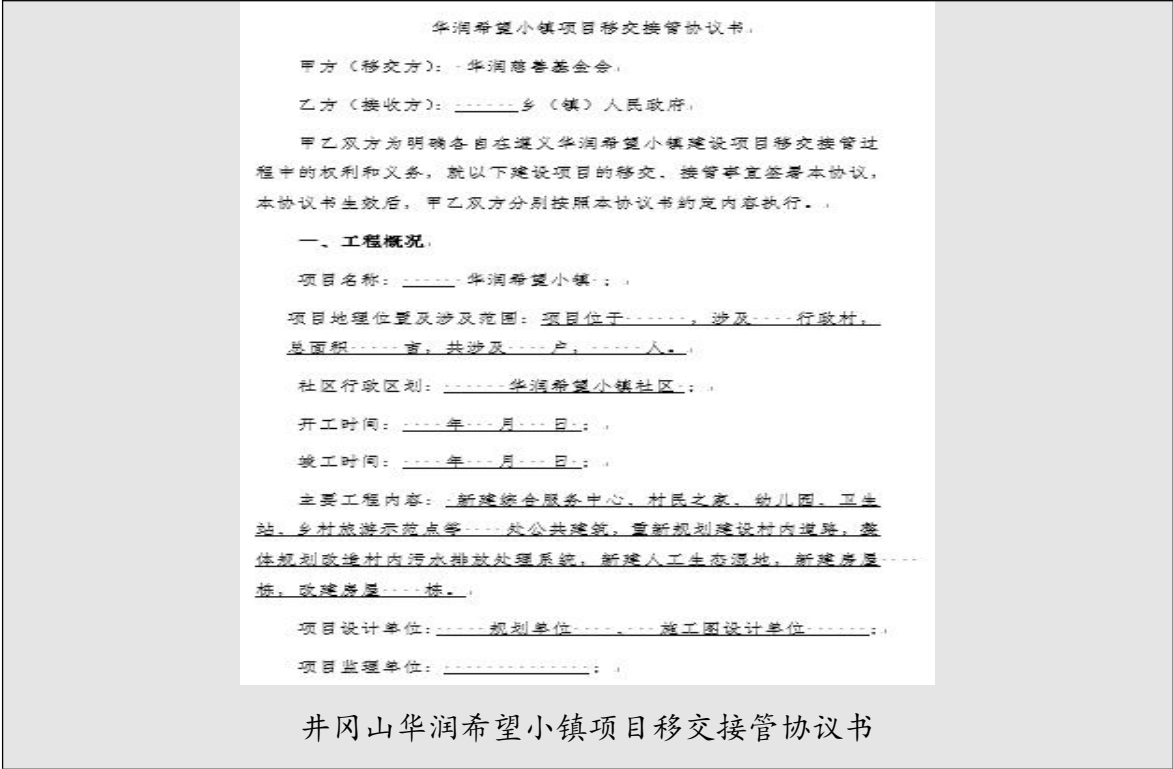 华润希望小镇项目移交接管协议书
甲方（移交方）：华润慈善基金会
乙方（接收方）：______乡（镇）人民政府
甲乙双方为明确各自在遵义华润希望小镇建设项目移交接管过
程中的权利和义务，就以下建设项目的移交、接管事宜签署本协议，
本协议书生效后，甲乙双方分别按照本协议书约定内容执行。
一、工程概况
项目名称：______华润希望小镇；
项目地理位置及涉及范围：项目位于______，涉及____行政村，
总面积_____亩，共涉及____户，_____人。
社区行政区划：______华润希望小镇社区；
开工时间：____年___月___日；
竣工时间：____年___月___日；
主要工程内容：新建综合服务中心、村民之家、幼儿园、卫生
站、乡村旅游示范点等____处公共建筑，重新规划建设村内道路，整
体规划改造村内污水排放处理系统，新建人工生态湿地，新建房屋____
栋，改建房屋____栋。
项目设计单位：_____规划单位____、___施工图设计单位______；
项目监理单位：_______________；
井冈山华润希望小镇项目移交接管协议书